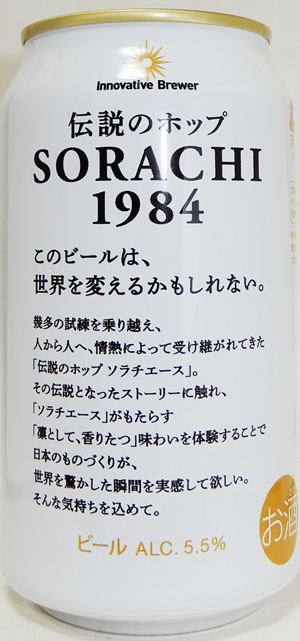 Innovative Brewer
伝説のホップ
SORACHI
1984
このビールは、
世界を変えるかもしれない。
幾多の試練を乗り越え、
人から人へ、情熱によって受け継がれてきた
「伝説のホップ ソラチエース」。
その伝説となったストーリーに触れ、
「ソラチエース」がもたらす
「凛として、香りたつ」味わいを体験することで
日本のものづくりが、
世界を驚かした瞬間を実感して欲しい。
そんな気持ちを込めて。
お酒
ビール ALC. 5.5%